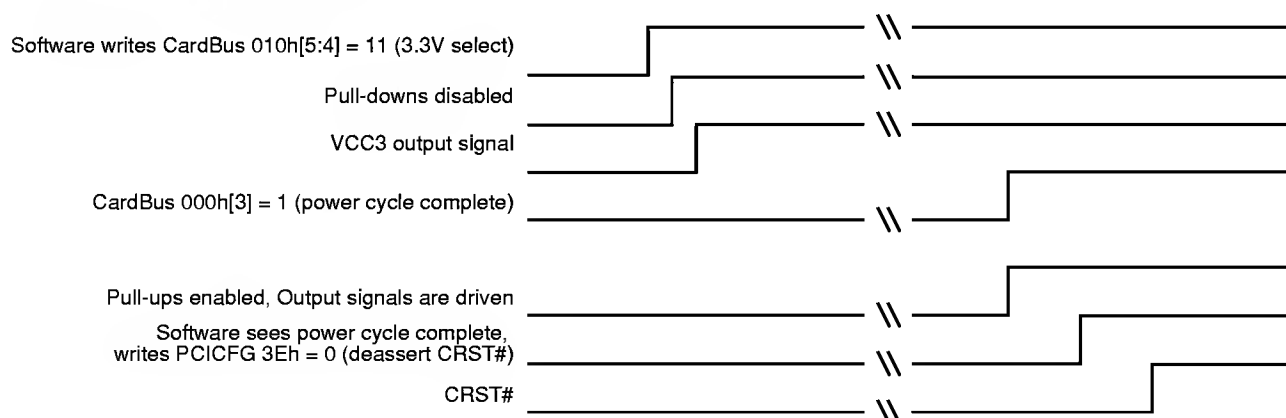 Software writes CardBus 010h[5:4] = 11 (3.3V select)
Pull-downs disabled
VCC3 output signal
CardBus 000h[3] = 1 (power cycle complete)
Pull-ups enabled, Output signals are driven
Software sees power cycle complete,
writes PCICFG 3Eh = 0 (deassert CRST#)
CRST#